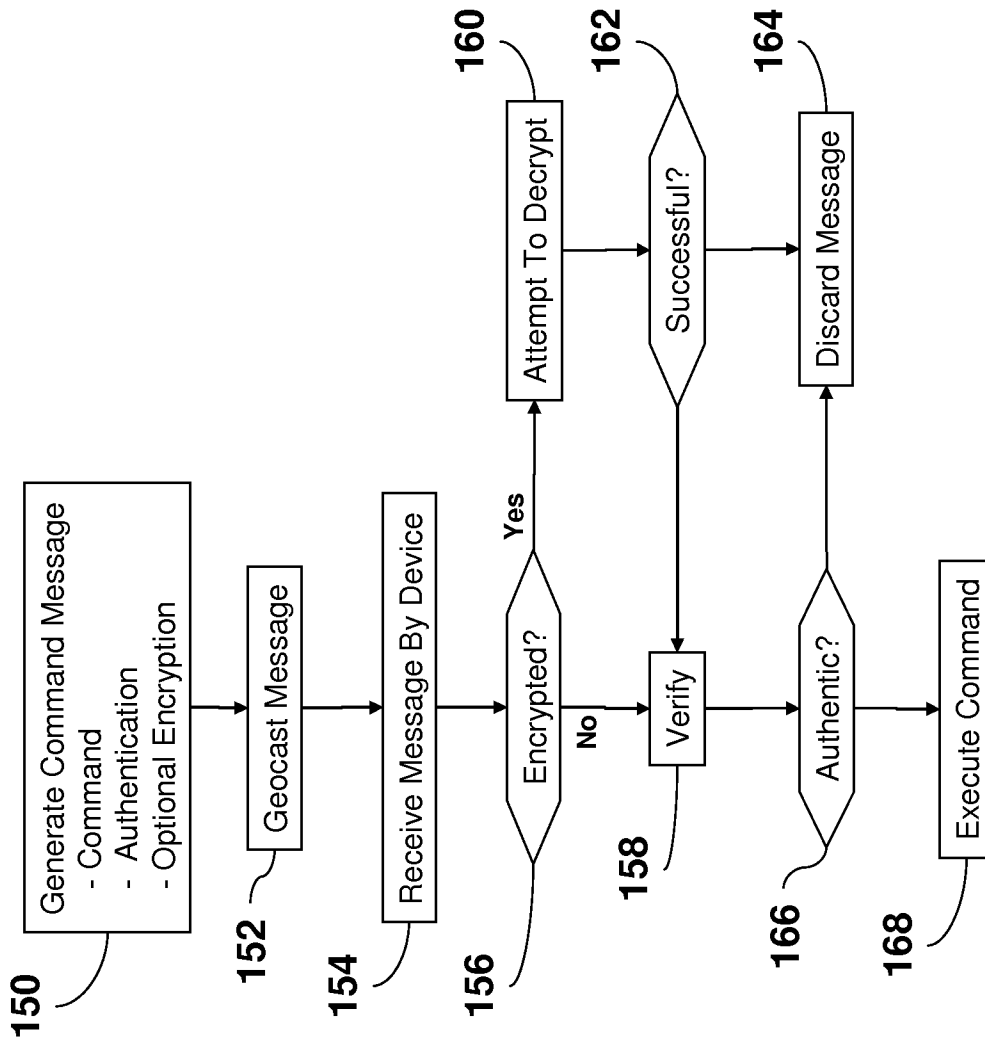 150
Generate Command Message
- Command
- Authentication
- Optional Encryption
152
Geocast Message
154
Receive Message By Device
156
Encrypted?
Yes
No
160
Attempt To Decrypt
162
Successful?
158
Verify
164
Discard Message
166
Authentic?
168
Execute Command